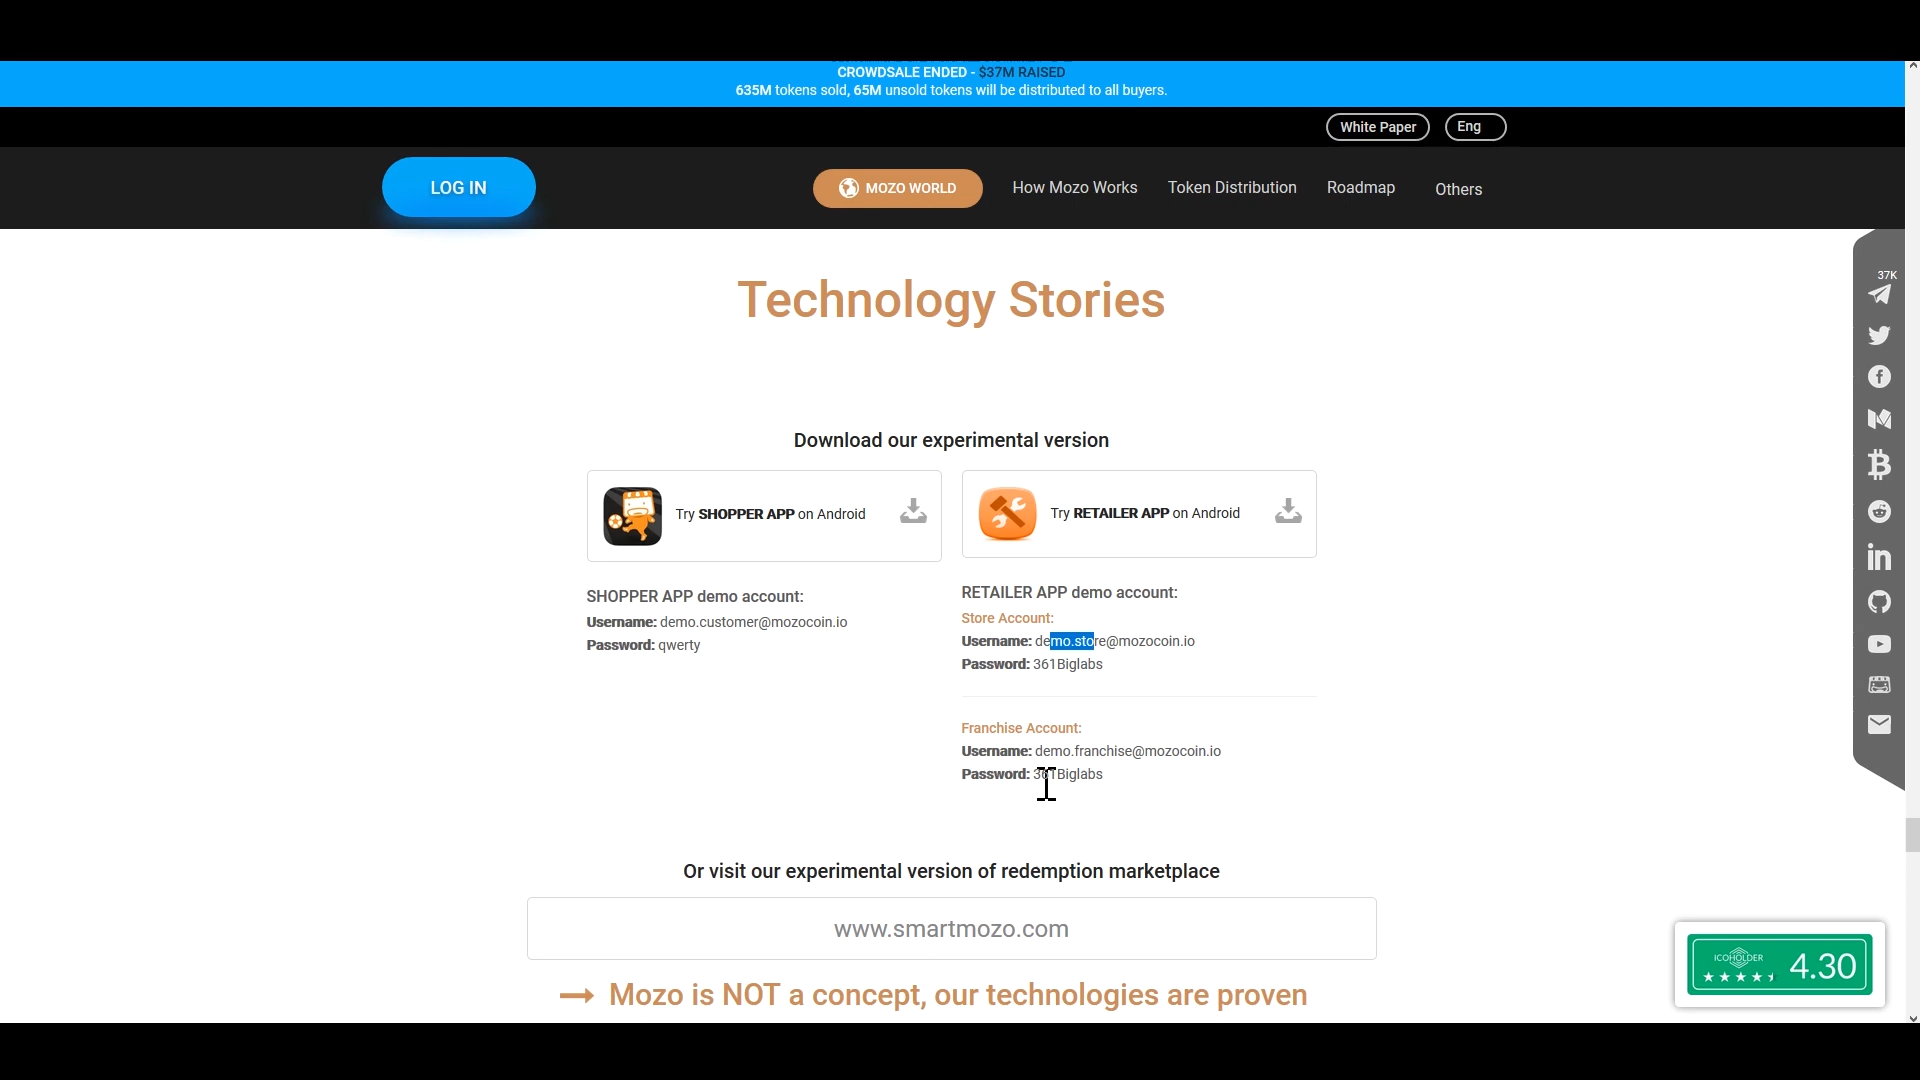 CROWDSALE ENDED - $37M RAISED
635M tokens sold, 65M unsold tokens will be distributed to all buyers.
White Paper
Eng
LOG IN
MOZO WORLD
How Mozo Works
Token Distribution
Roadmap
Others
37K
Technology Stories
Download our experimental version
Try SHOPPER APP on Android
Try RETAILER APP on Android
SHOPPER APP demo account:
Username: demo.customer@mozocoin.io
Password: qwerty
RETAILER APP demo account:
Store Account:
Username: demo.store@mozocoin.io
Password: 361Biglabs
Franchise Account:
Username: demo.franchise@mozocoin.io
Password: 361Biglabs
Or visit our experimental version of redemption marketplace
www.smartmozo.com
Mozo is NOT a concept, our technologies are proven
ICOHOLDER
4.30